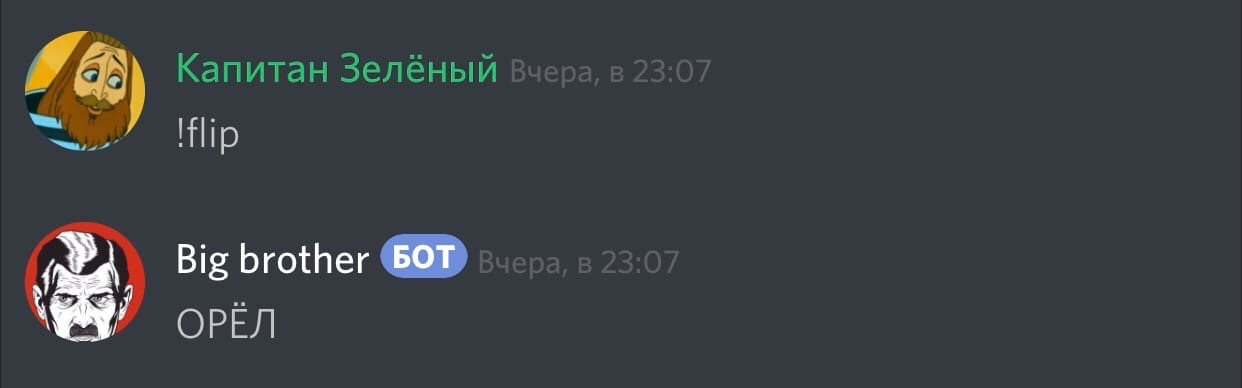 Капитан Зелёный Вчера, в 23:07
!flip
Big brother БОТ Вчера, в 23:07
ОРЁЛ